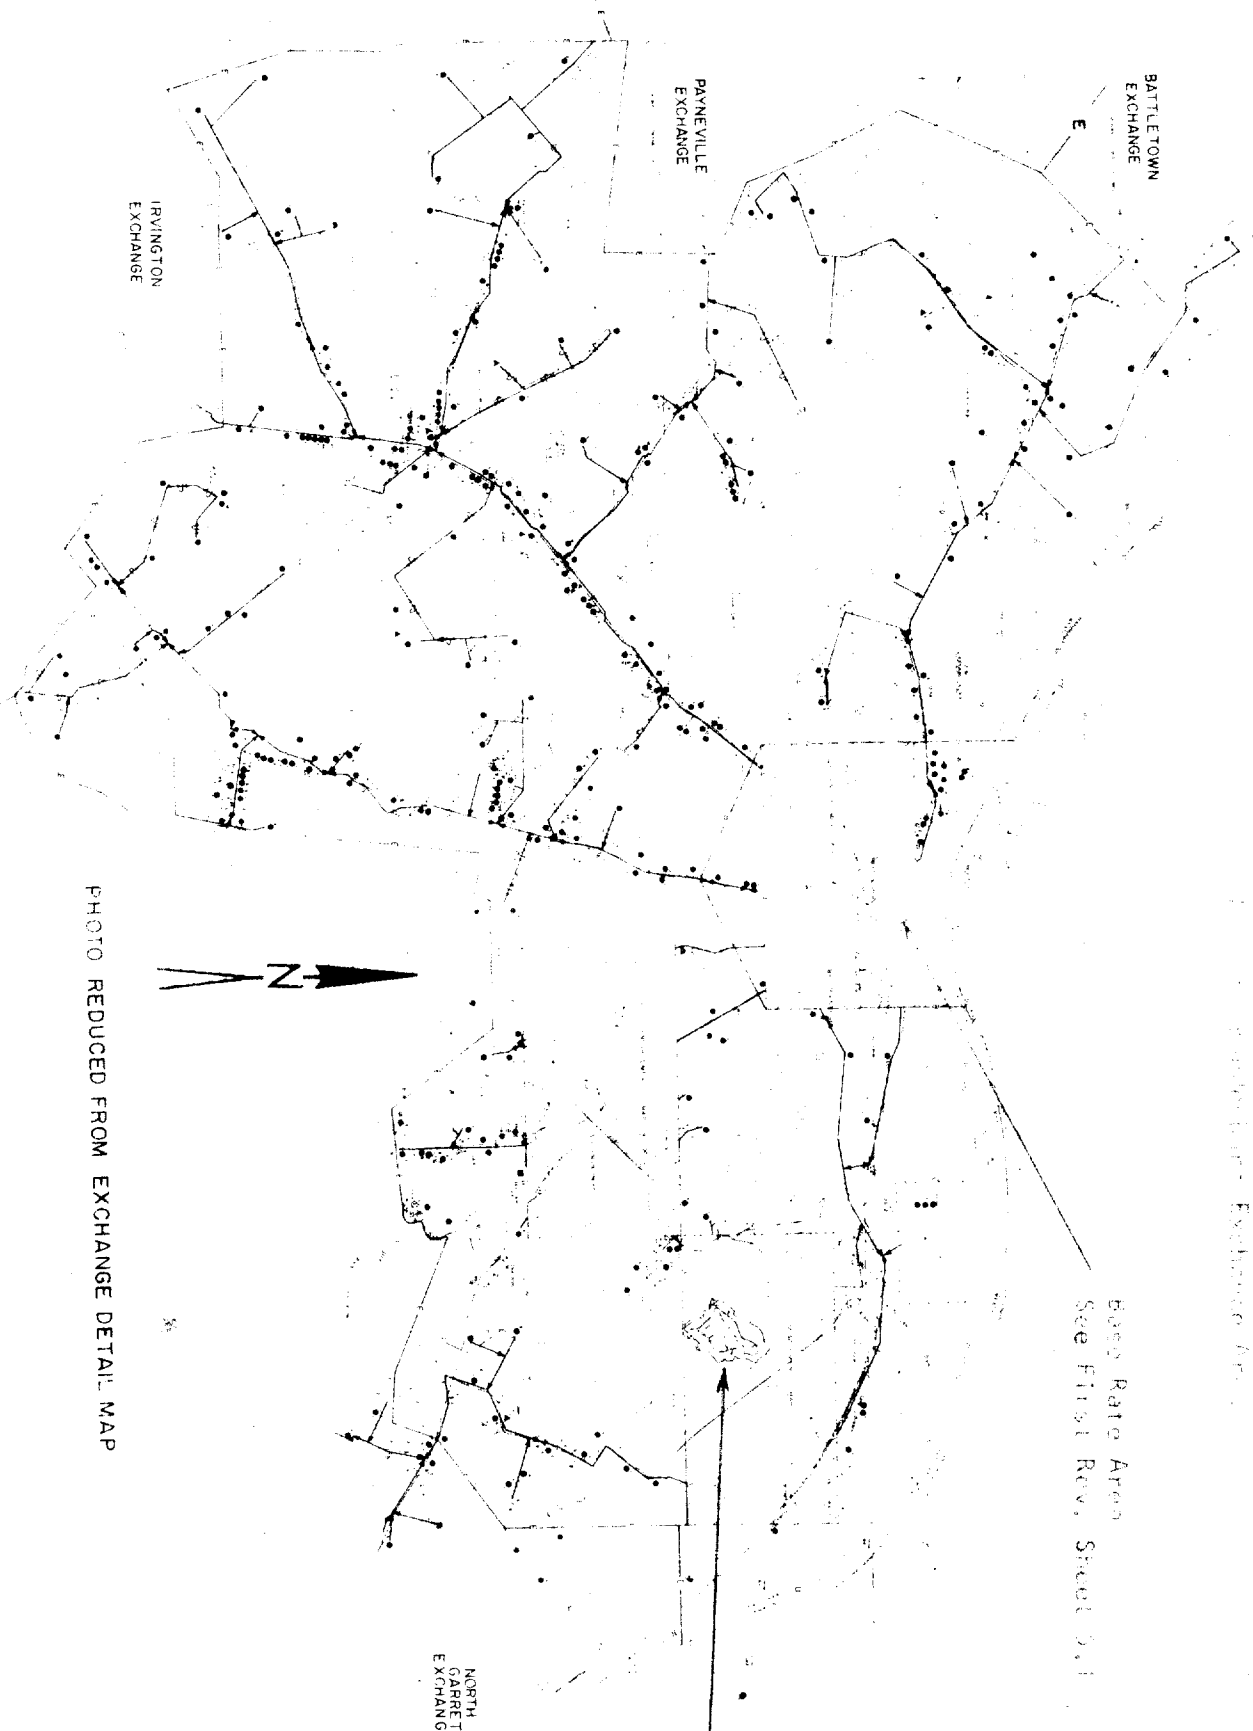 BATTLETOWN
EXCHANGE
E
PAYNEVILLE
EXCHANGE
IRVINGTON
EXCHANGE
Exchange
Base Rate Area
See First Rev. Sheet
N
PHOTO REDUCED FROM EXCHANGE DETAIL MAP
NORTH
GARRET
EXCHANG